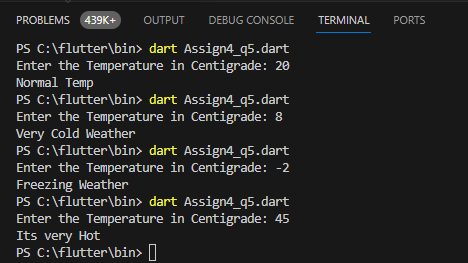 PROBLEMS 439K+ OUTPUT DEBUG CONSOLE TERMINAL PORTS
PS C:\flutter\bin> dart Assign4_q5.dart
Enter the Temperature in Centigrade: 20
Normal Temp
PS C:\flutter\bin> dart Assign4_q5.dart
Enter the Temperature in Centigrade: 8
Very Cold Weather
PS C:\flutter\bin> dart Assign4_q5.dart
Enter the Temperature in Centigrade: -2
Freezing Weather
PS C:\flutter\bin> dart Assign4_q5.dart
Enter the Temperature in Centigrade: 45
Its very Hot
PS C:\flutter\bin>